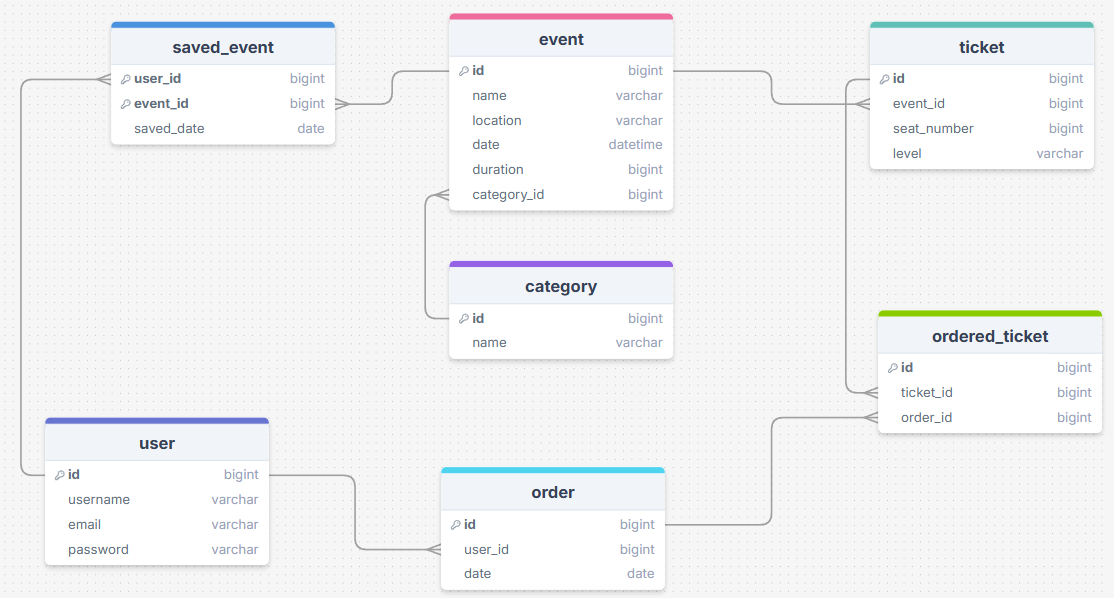 saved_event
user_id bigint
event_id bigint
saved_date date
event
id bigint
name varchar
location varchar
date datetime
duration bigint
category_id bigint
ticket
id bigint
event_id bigint
seat_number bigint
level varchar
category
id bigint
name varchar
ordered_ticket
id bigint
ticket_id bigint
order_id bigint
user
id bigint
username varchar
email varchar
password varchar
order
id bigint
user_id bigint
date date